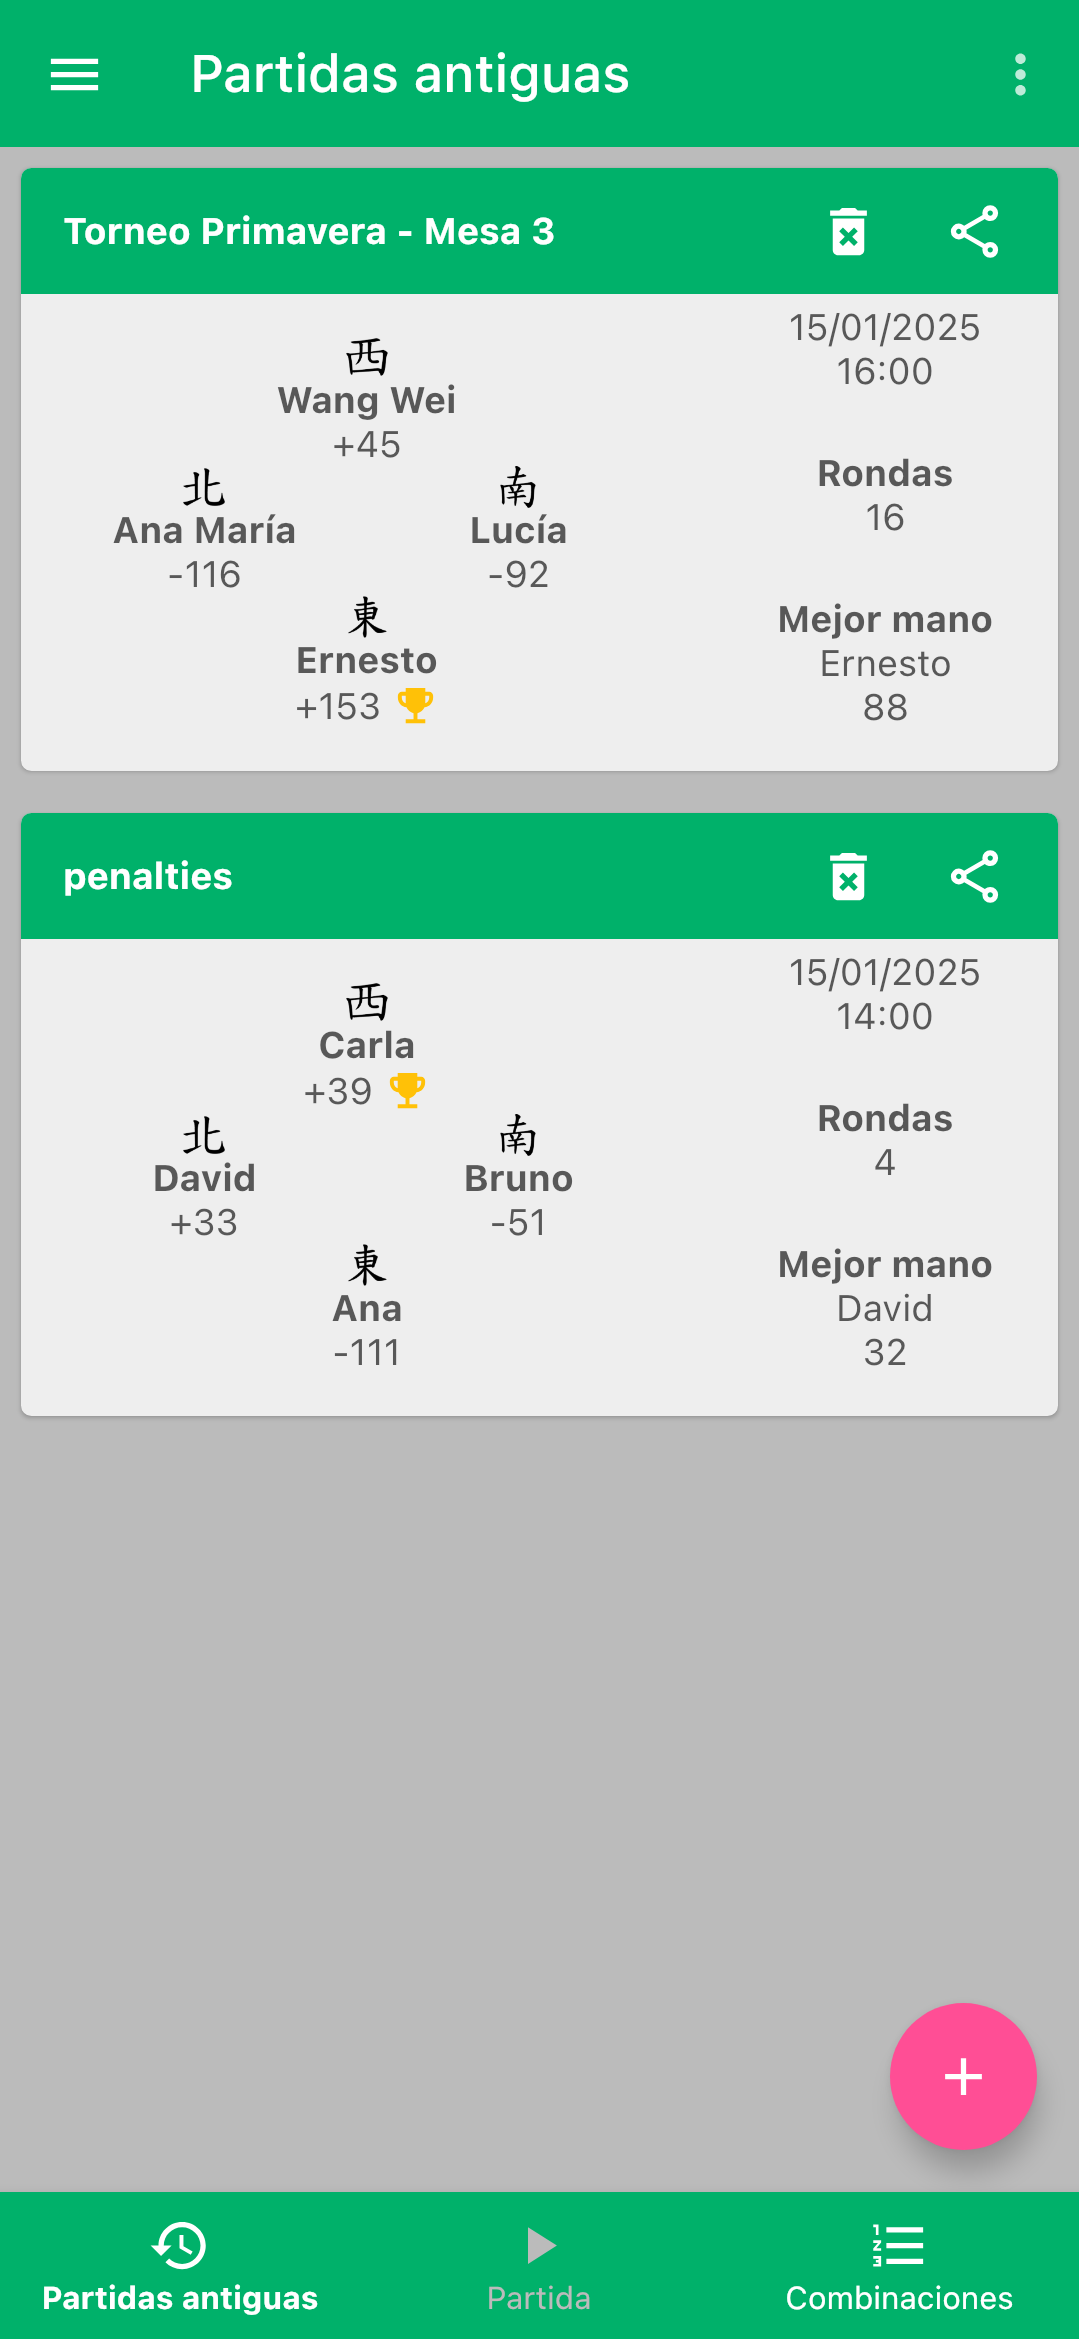 Partidas antiguas
Torneo Primavera - Mesa 3
西
Wang Wei
+45
北
Ana María
-116
南
Lucía
-92
東
Ernesto
+153
15/01/2025
16:00
Rondas
16
Mejor mano
Ernesto
88
penalties
西
Carla
+39
北
David
+33
南
Bruno
-51
東
Ana
-111
15/01/2025
14:00
Rondas
4
Mejor mano
David
32
Partidas antiguas
Partida
Combinaciones